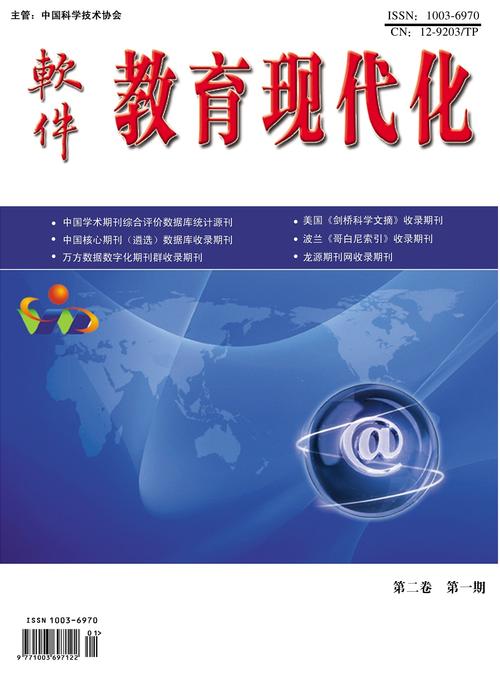 主管：中国科学技术协会
ISSN：1003-6970
CN：12-9203/TP
軟件
教育现代化
• 中国学术期刊综合评价数据库统计源刊
• 中国核心期刊（遴选）数据库收录期刊
• 万方数据数字化期刊群收录期刊
• 美国《剑桥科学文摘》收录期刊
• 波兰《哥白尼索引》收录期刊
• 龙源期刊网收录期刊
@
第二卷 第一期
ISSN 1003-6970
01>
9 771003 697122